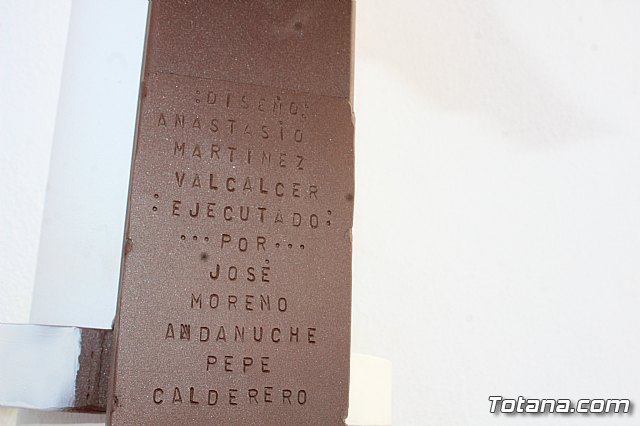 :DISEÑO:
ANASTASIO
MARTINEZ
VALCALCER
:EJECUTADO:
...POR...
JOSÉ
MORENO
ANDANUCHE
PEPE
CALDERERO
Totana.com